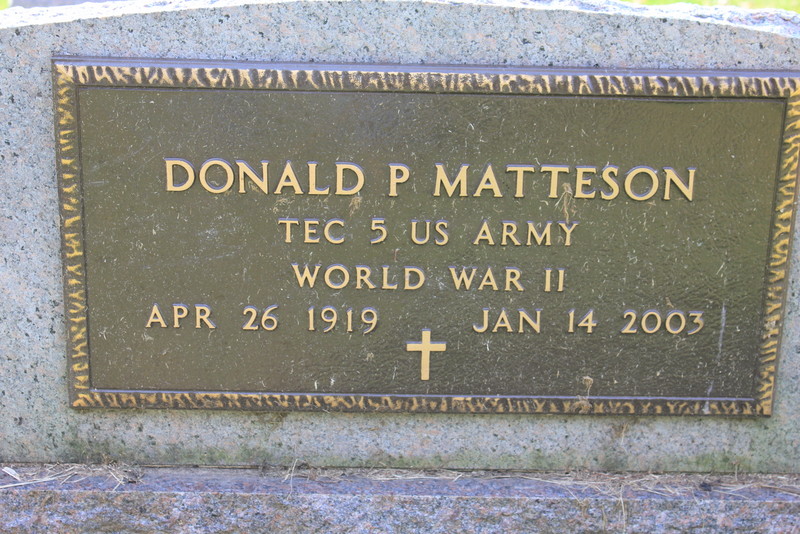 DONALD P MATTESON
TEC 5 US ARMY
WORLD WAR II
APR 26 1919 JAN 14 2003